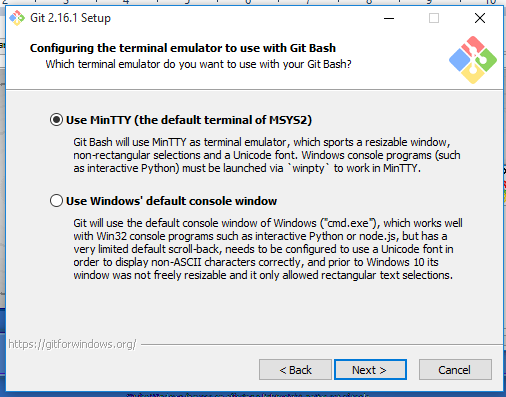 Git 2.16.1 Setup
Configuring the terminal emulator to use with Git Bash
Which terminal emulator do you want to use with your Git Bash?
Use MinTTY (the default terminal of MSYS2)
Git Bash will use MinTTY as terminal emulator, which sports a resizable window,
non-rectangular selections and a Unicode font. Windows console programs (such
as interactive Python) must be launched via `winpty` to work in MinTTY.
Use Windows' default console window
Git will use the default console window of Windows ("cmd.exe"), which works well
with Win32 console programs such as interactive Python or node.js, but has a
very limited default scroll-back, needs to be configured to use a Unicode font in
order to display non-ASCII characters correctly, and prior to Windows 10 its
window was not freely resizable and it only allowed rectangular text selections.
https://gitforwindows.org/
< Back
Next >
Cancel